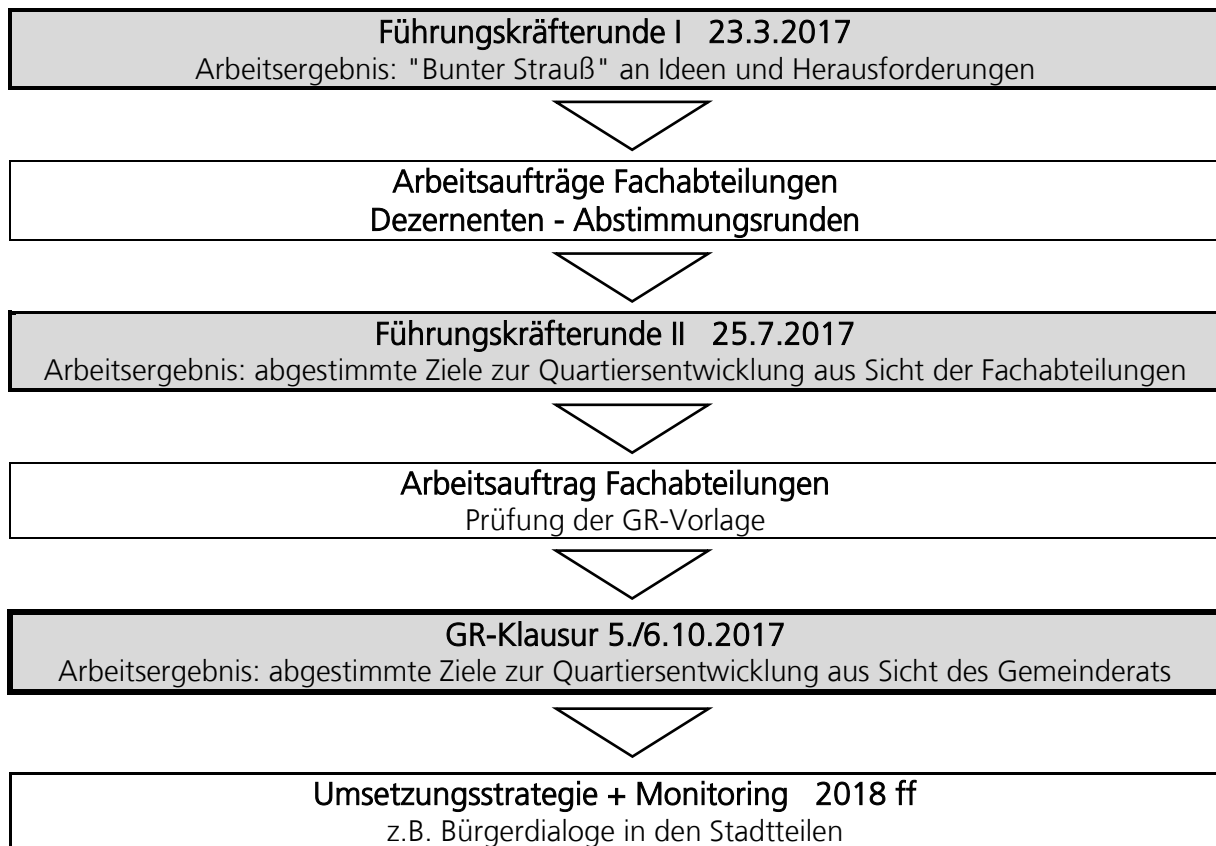 Führungskräfterunde I 23.3.2017
Arbeitsergebnis: "Bunter Strauß" an Ideen und Herausforderungen
Arbeitsaufträge Fachabteilungen
Dezernenten - Abstimmungsrunden
Führungskräfterunde II 25.7.2017
Arbeitsergebnis: abgestimmte Ziele zur Quartiersentwicklung aus Sicht der Fachabteilungen
Arbeitsauftrag Fachabteilungen
Prüfung der GR-Vorlage
GR-Klausur 5./6.10.2017
Arbeitsergebnis: abgestimmte Ziele zur Quartiersentwicklung aus Sicht des Gemeinderats
Umsetzungsstrategie + Monitoring 2018 ff
z.B. Bürgerdialoge in den Stadtteilen